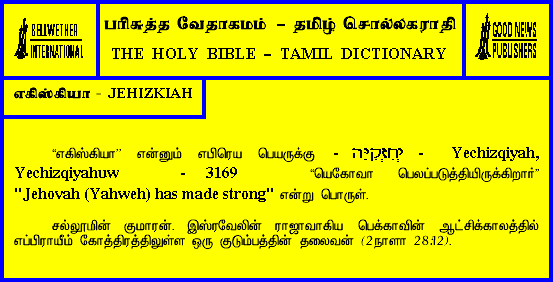 BELLWETHER
INTERNATIONAL
பரிசுத்த வேதாகமம் – தமிழ் சொல்லகராதி
THE HOLY BIBLE – TAMIL DICTIONARY
GOOD NEWS
PUBLISHERS
எகிஸ்கியா - JEHIZKIAH
“எகிஸ்கியா” என்னும் எபிரெய பெயருக்கு - יְחִזְקִיָּה - Yechizqiyah,
Yechizqiyahuw - 3169 “யெகோவா பெலப்படுத்தியிருக்கிறார்”
"Jehovah (Yahweh) has made strong" என்று பொருள்.
சல்லூமின் குமாரன். இஸ்ரவேலின் ராஜாவாகிய பெக்காவின் ஆட்சிக்காலத்தில்
எப்பிராயீம் கோத்திரத்திலுள்ள ஒரு குடும்பத்தின் தலைவன் (2நாளா 28:12).